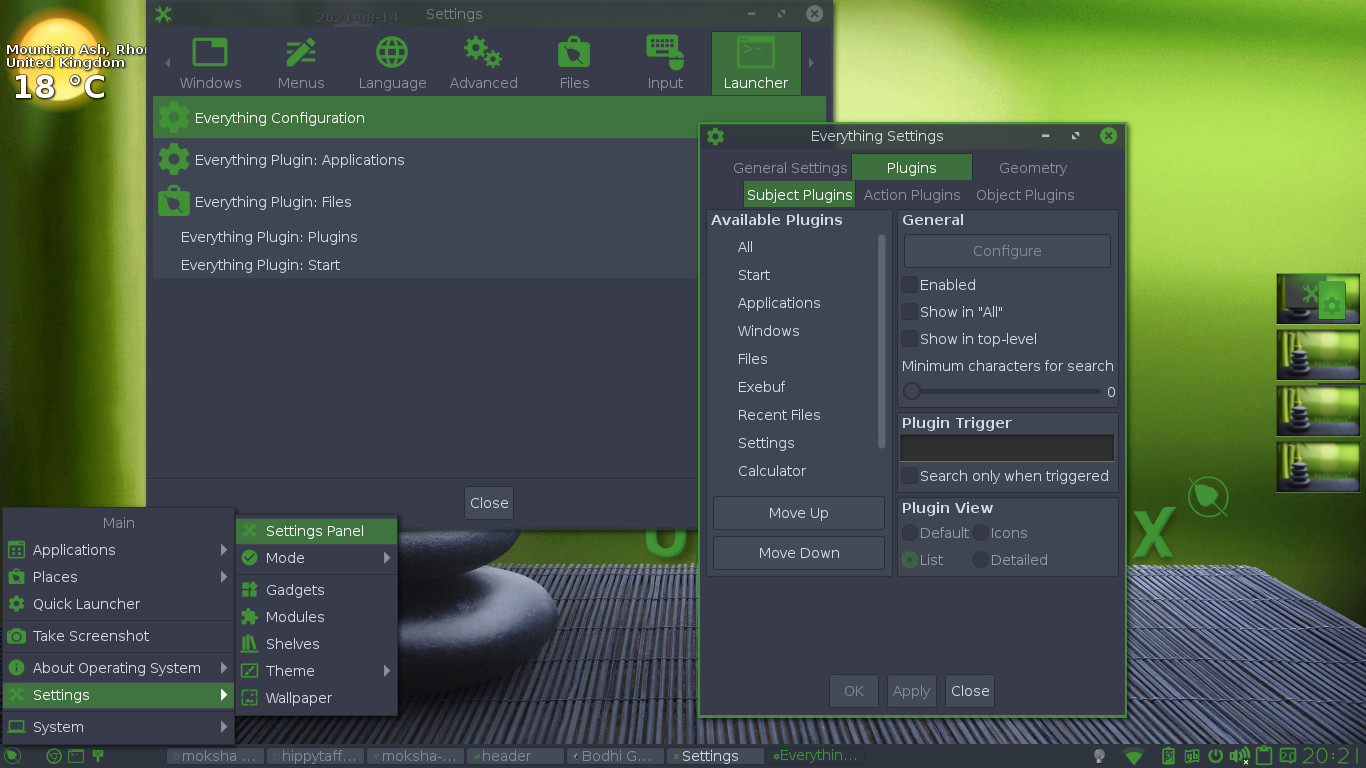 2021-08-14
Settings
Mountain Ash, Rho
United Kingdom
18 °C
Windows
Menus
Language
Advanced
Files
Input
Launcher
Everything Configuration
Everything Plugin: Applications
Everything Plugin: Files
Everything Plugin: Plugins
Everything Plugin: Start
Close
Everything Settings
General Settings
Plugins
Geometry
Subject Plugins
Action Plugins
Object Plugins
Available Plugins
All
Start
Applications
Windows
Files
Exebuf
Recent Files
Settings
Calculator
Move Up
Move Down
General
Configure
Enabled
Show in "All"
Show in top-level
Minimum characters for search
0
Plugin Trigger
Search only when triggered
Plugin View
Default
Icons
List
Detailed
OK
Apply
Close
Main
Applications
Places
Quick Launcher
Take Screenshot
About Operating System
Settings
System
Settings Panel
Mode
Gadgets
Modules
Shelves
Theme
Wallpaper
U
X
moksha ...
hippytaff...
moksha-...
header
Bodhi G...
Settings
Everythin...
gb
20:21